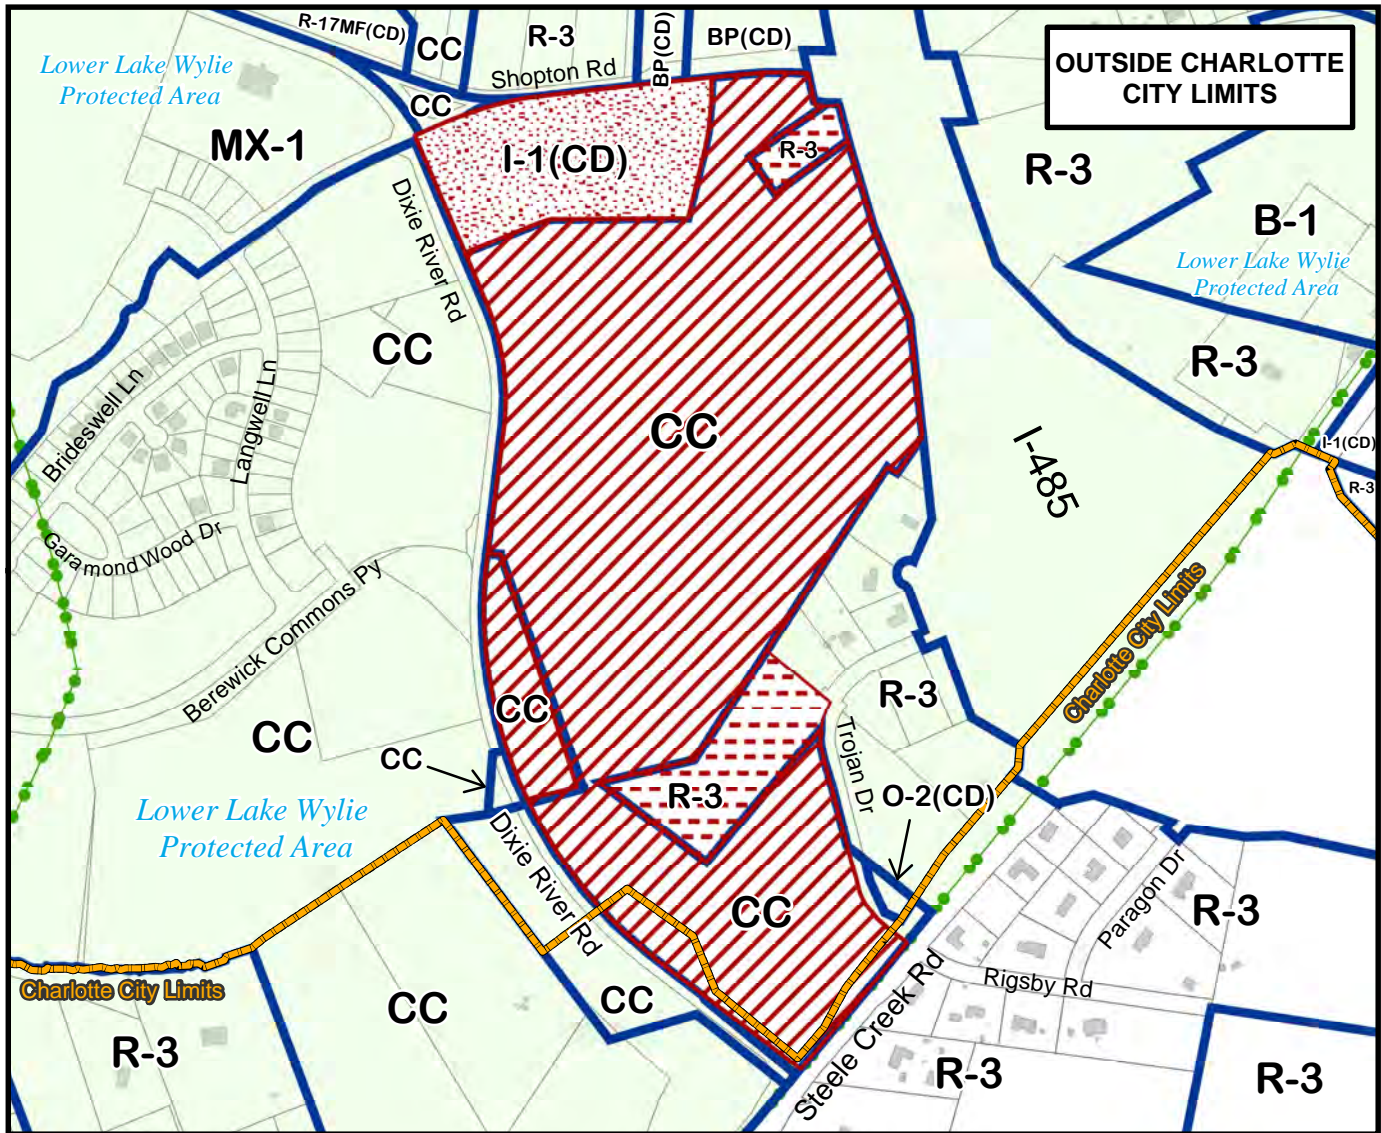 R-17MF(CD)
CC
R-3
BP(CD)
BP(CD)
OUTSIDE CHARLOTTE
CITY LIMITS
Lower Lake Wylie
Protected Area
Shopton Rd
CC
MX-1
I-1(CD)
R-3
R-3
B-1
Lower Lake Wylie
Protected Area
Dixie River Rd
CC
R-3
Brideswell Ln
Langwell Ln
CC
I-485
I-1(CD)
R-3
Garamond Wood Dr
Berewick Commons Py
Charlotte City Limits
CC
CC
R-3
CC
Trojan Dr
R-3
O-2(CD)
Lower Lake Wylie
Protected Area
Dixie River Rd
CC
Paragon Dr
R-3
Charlotte City Limits
CC
CC
Rigsby Rd
Steele Creek Rd
R-3
R-3
R-3